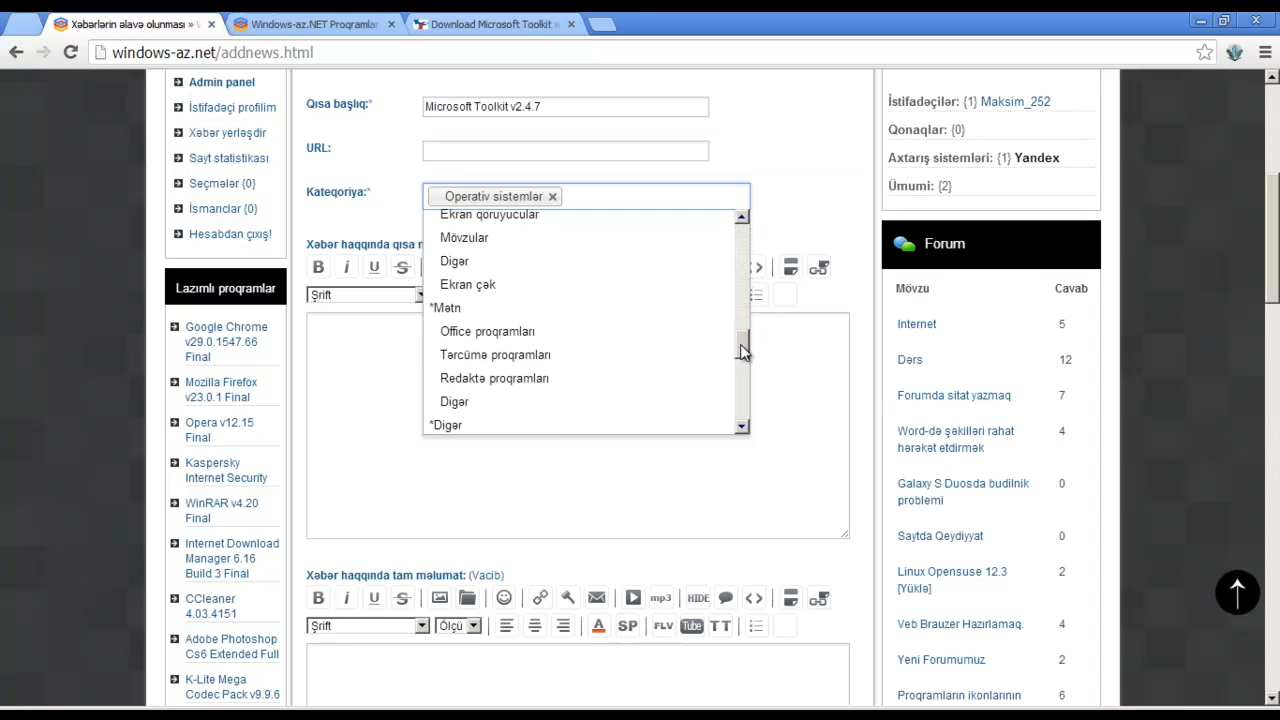 Xəbərlərin əlavə olunması » W
Windows-az.NET Proqramlar
Download Microsoft Toolkit v
windows-az.net/addnews.html
Admin panel
İstifadəçi profilim
Xəbər yerləşdir
Sayt statistikası
Seçmələr {0}
İsmarıclar {0}
Hesabdan çıxış!
Lazımlı proqramlar
Google Chrome
v29.0.1547.66
Final
Mozilla Firefox
v23.0.1 Final
Opera v12.15
Final
Kaspersky
Internet Security
WinRAR v4.20
Final
Internet Download
Manager 6.16
Build 3 Final
CCleaner
4.03.4151
Adobe Photoshop
Cs6 Extended Full
K-Lite Mega
Codec Pack v9.9.6
Qısa başlıq:*
Microsoft Toolkit v2.4.7
URL:
Kateqoriya:*
Operativ sistemlər
Ekran qoruyucular
Mövzular
Digər
Ekran çək
*Mətn
Office proqramları
Tərcümə proqramları
Redaktə proqramları
Digər
*Digər
Xəbər haqqında qısa
B i U S
Şrift
Xəbər haqqında tam məlumat: (Vacib)
B i U S mp3 HIDE
Şrift Ölçü A SP FLV Tube TT
İstifadəçilər: {1} Maksim_252
Qonaqlar: {0}
Axtarış sistemləri: {1} Yandex
Ümumi: {2}
Forum
Mövzu Cavab
Internet 5
Dərs 12
Forumda sitat yazmaq 7
Word-də şəkilləri rahat 4
hərəkət etdirmək
Galaxy S Duosda budilnik 0
problemi
Saytda Qeydiyyat 0
Linux Opensuse 12.3 2
[Yüklə]
Veb Brauzer Hazırlamaq. 4
Yeni Forumumuz 2
Proqramların ikonlarının 6